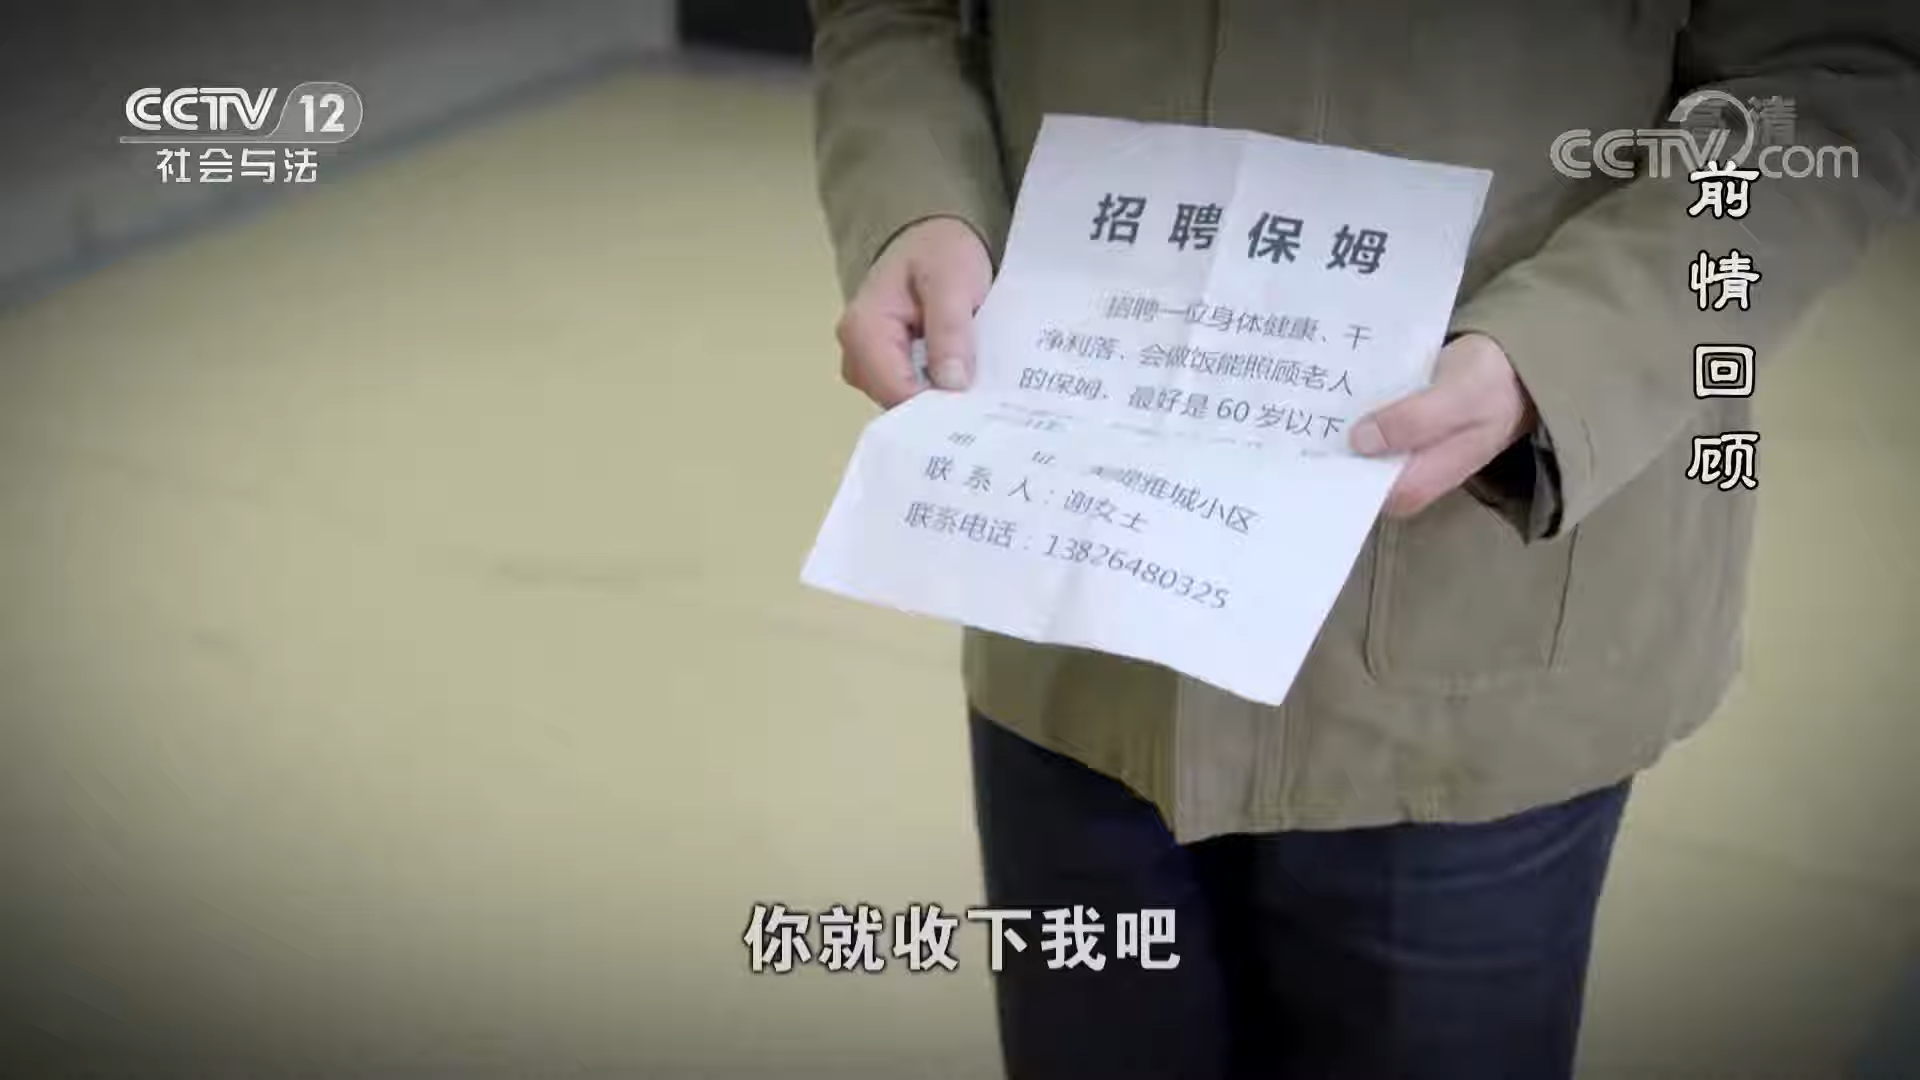 CCTV 12
社会与法
高清
CCTV.com
前情回顾
招聘保姆
招聘一位身体健康、干
净利落、会做饭能照顾老人
的保姆，最好是60岁以下
雅城小区
联系人：谢女士
联系电话：13826480325
你就收下我吧